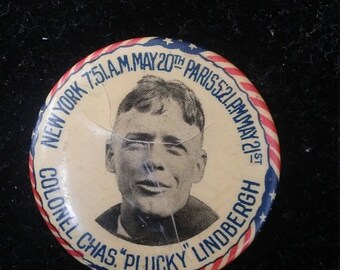 NEW YORK 7:51.A.M. MAY 20TH PARIS 5.21.P.M MAY 21ST
COLONEL CHAS. "PLUCKY" LINDBERGH